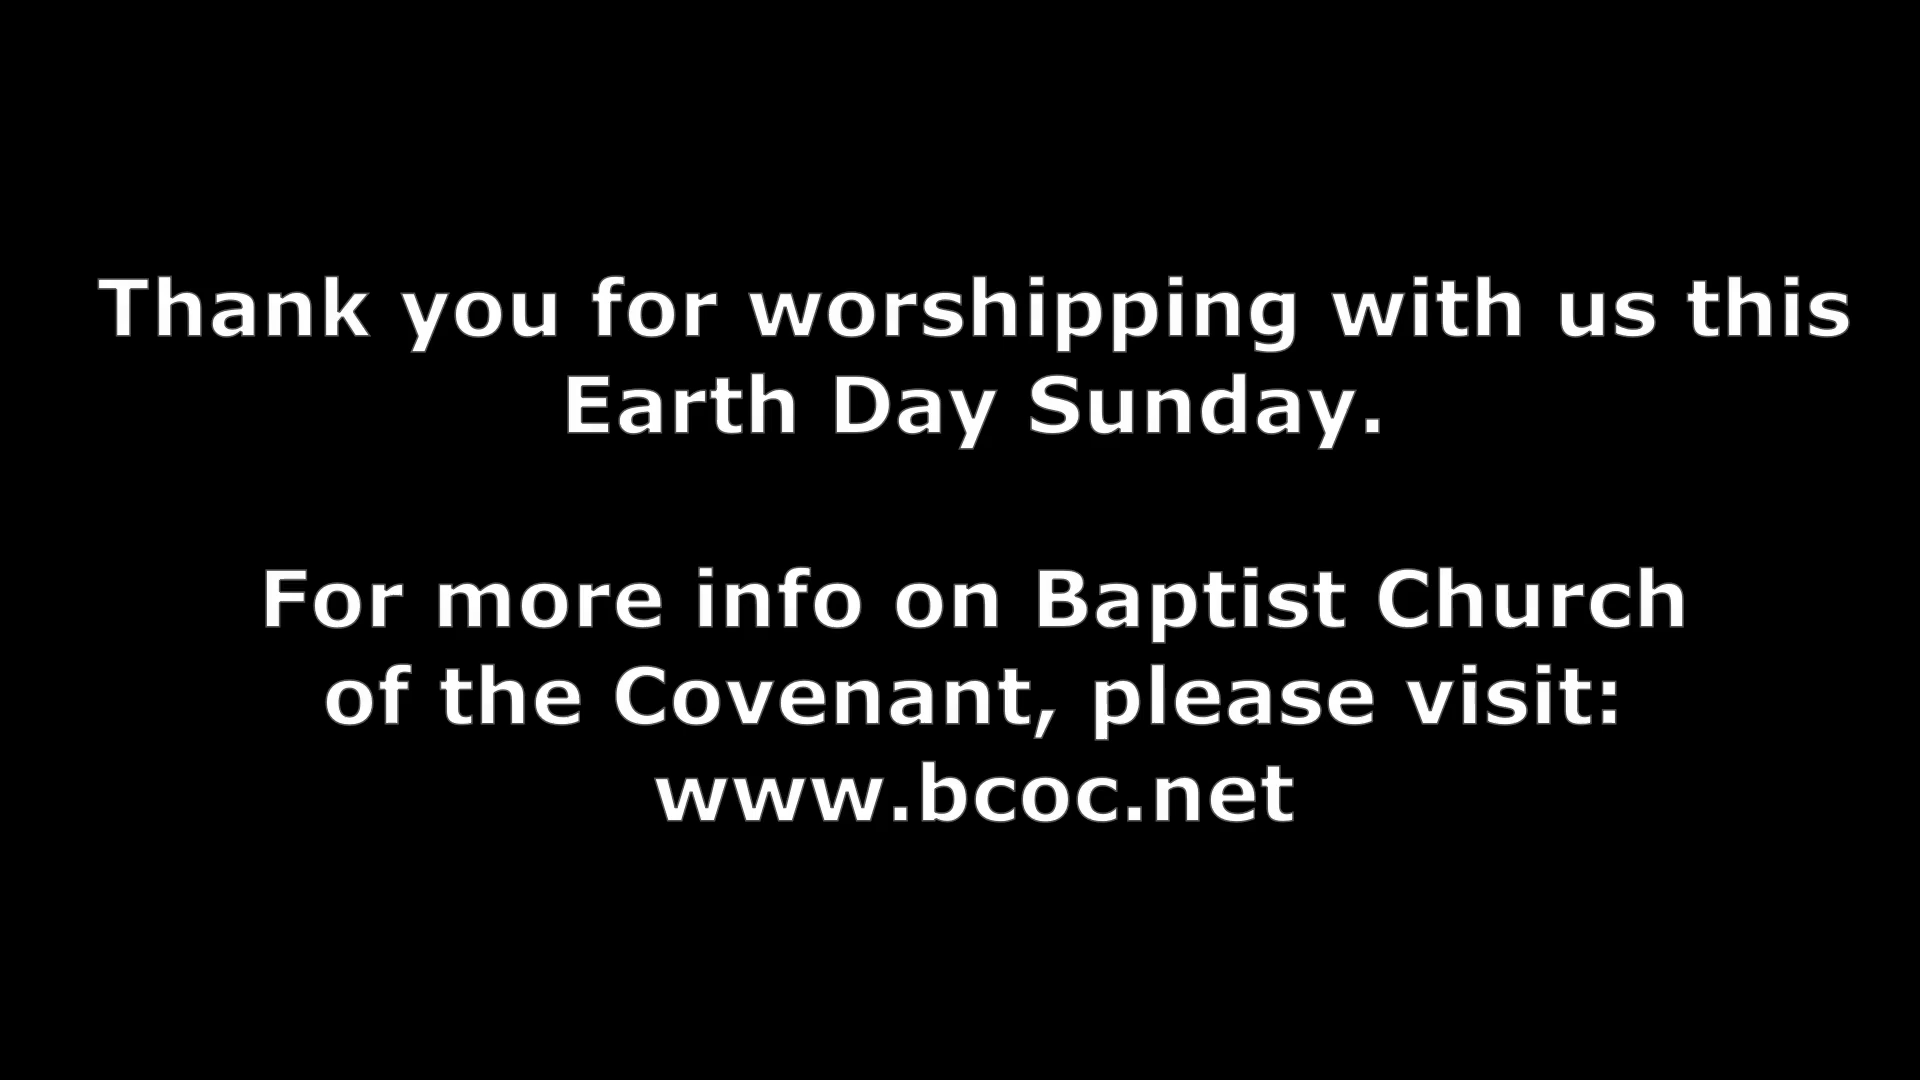 Thank you for worshipping with us this
Earth Day Sunday.
For more info on Baptist Church
of the Covenant, please visit:
www.bcoc.net